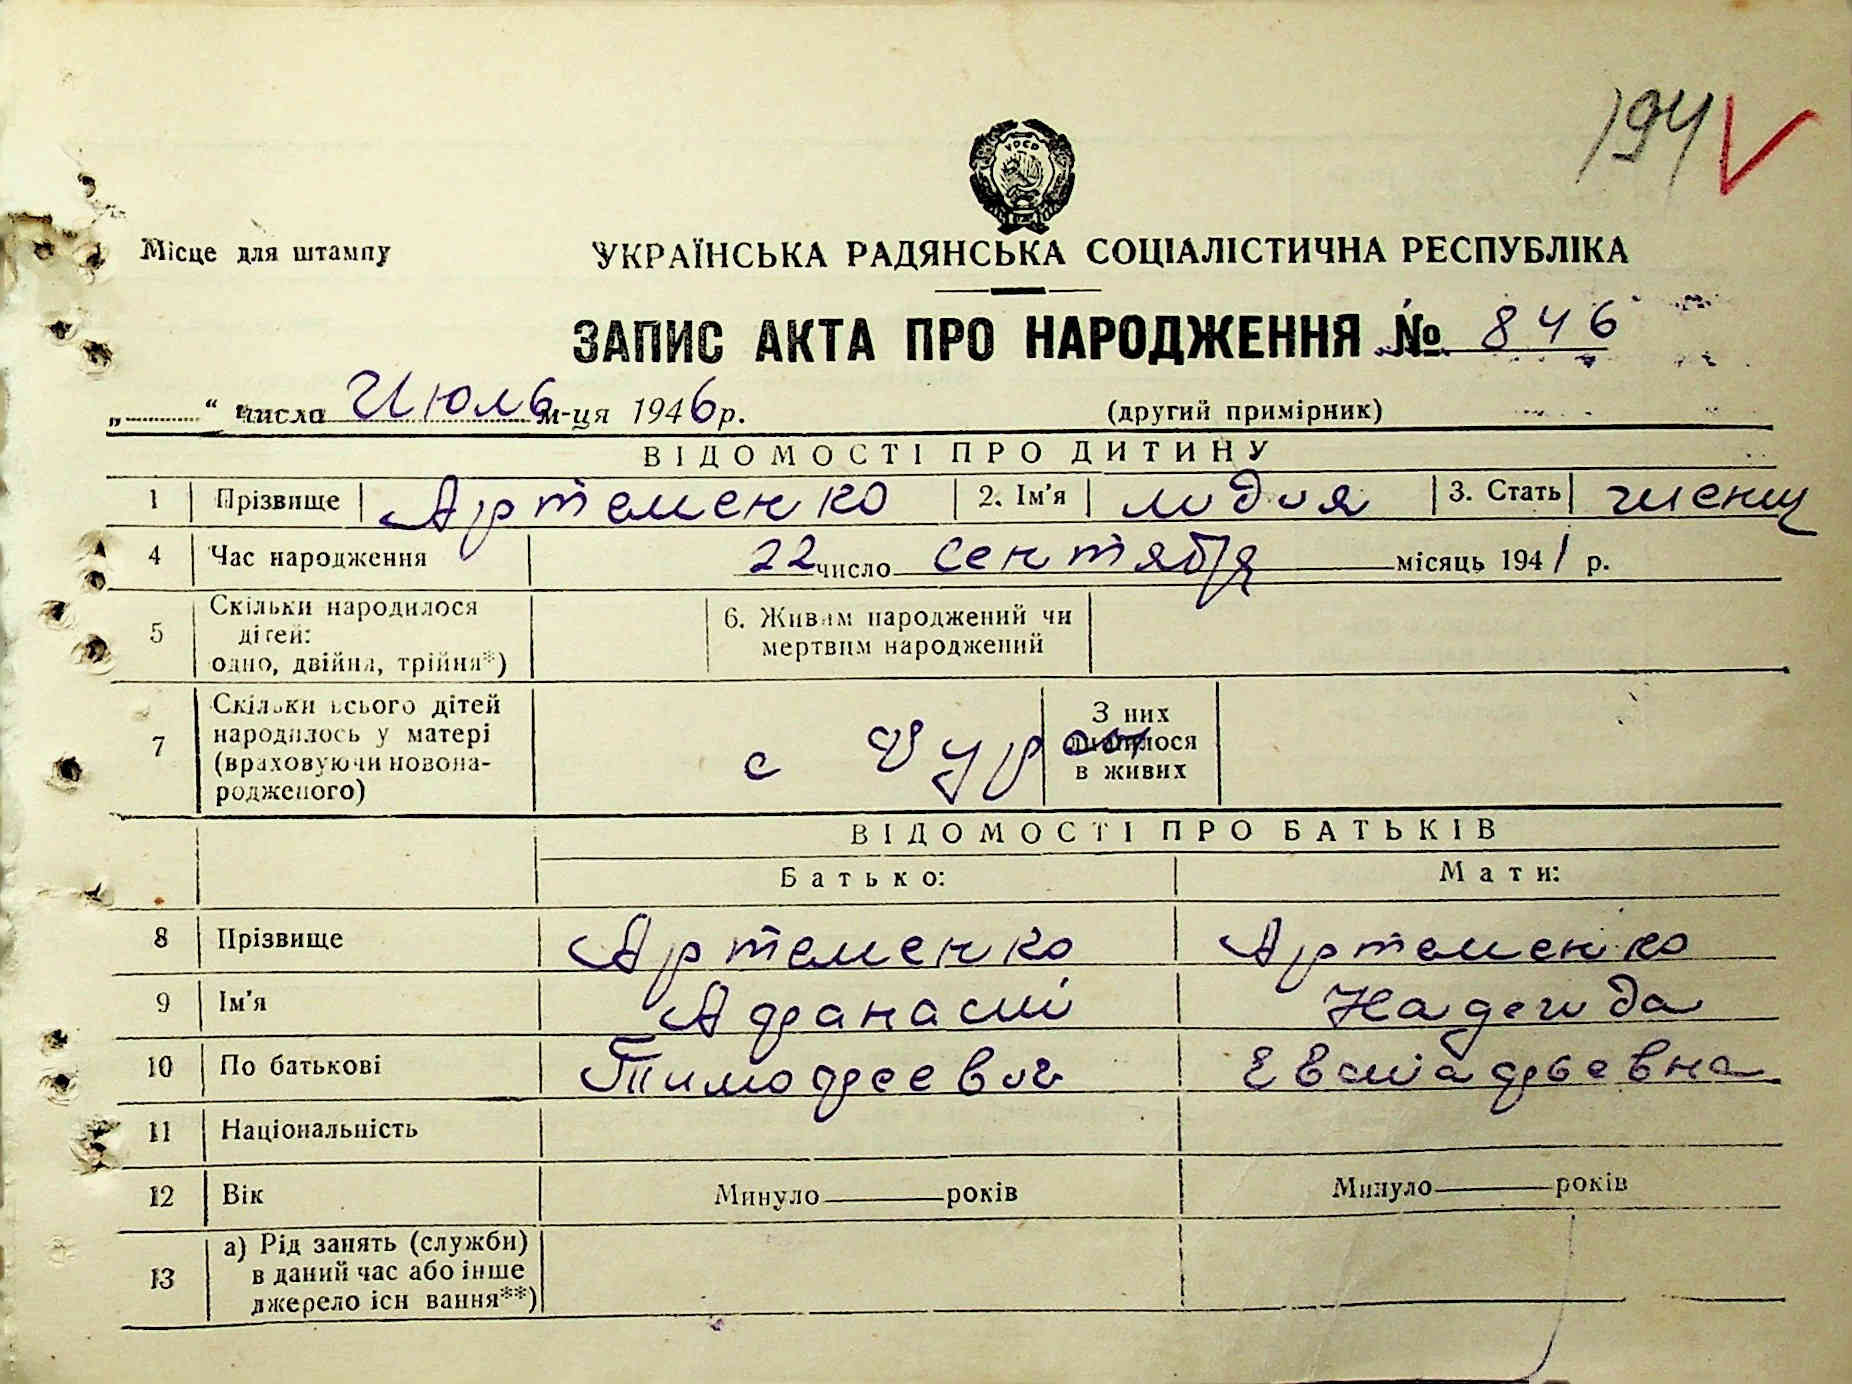 194 V
УРСР
Місце для штампу
УКРАЇНСЬКА РАДЯНСЬКА СОЦІАЛІСТИЧНА РЕСПУБЛІКА
ЗАПИС АКТА ПРО НАРОДЖЕННЯ № 846
„ “ числа Июль м-ця 1946 р. (другий примірник)
ВІДОМОСТІ ПРО ДИТИНУ
1 Прізвище Артеменко 2. Ім'я Лидия 3. Стать женщ
4 Час народження 22 число сентября місяць 1941 р.
5 Скільки народилося дітей: одно, двійня, трійня*) 6. Живим народжений чи мертвим народжений
7 Скільки всього дітей народилось у матері (враховуючи новонародженого) с Фурсы З них лишилося в живих
ВІДОМОСТІ ПРО БАТЬКІВ
Батько: Мати:
8 Прізвище Артеменко Артеменко
9 Ім'я Афанасий Надежда
10 По батькові Тимофеевич Евстафьевна
11 Національність
12 Вік Минуло років Минуло років
13 а) Рід занять (служби) в даний час або інше джерело існ вання**)